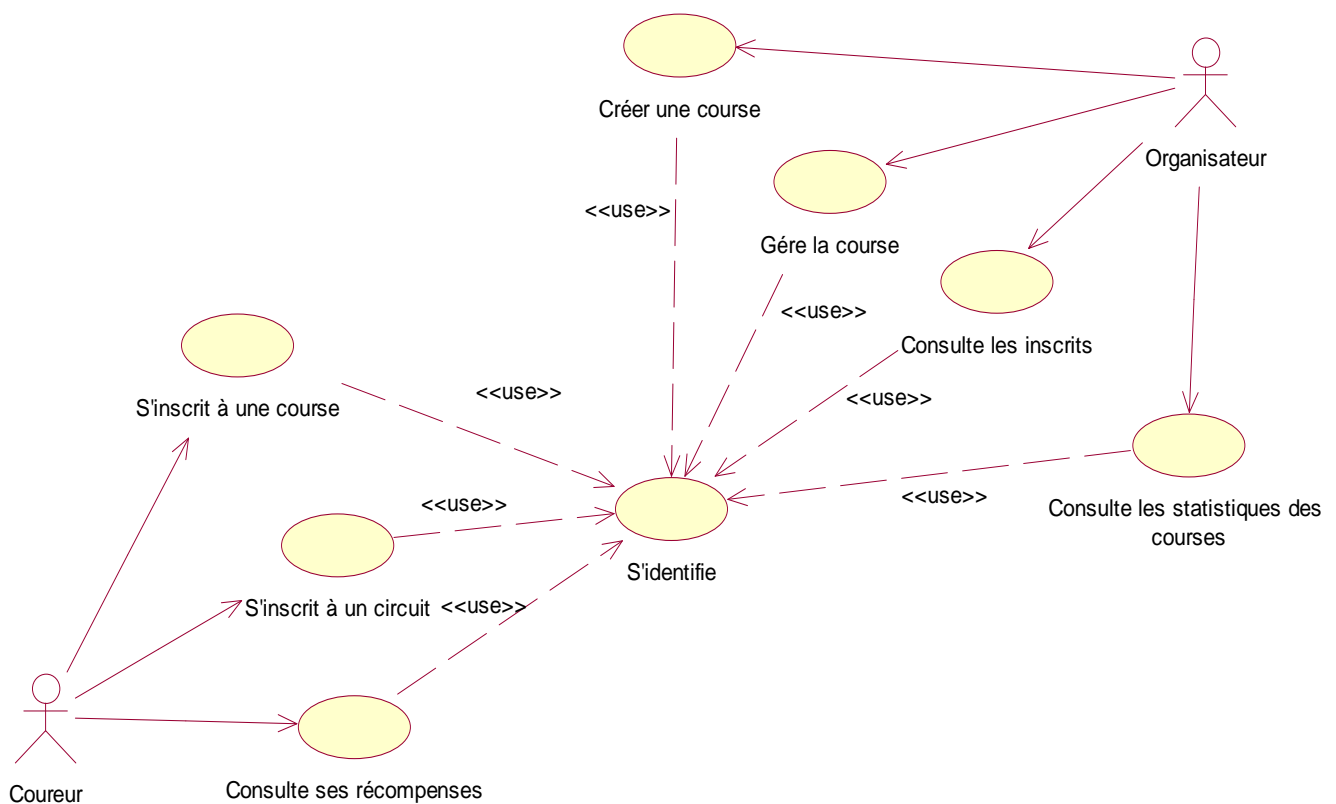 Créer une course
Organisateur
<<use>>
Gére la course
<<use>>
Consulte les inscrits
S'inscrit à une course
<<use>>
<<use>>
<<use>>
<<use>>
Consulte les statistiques des
courses
S'identifie
S'inscrit à un circuit
<<use>>
Consulte ses récompenses
Coureur